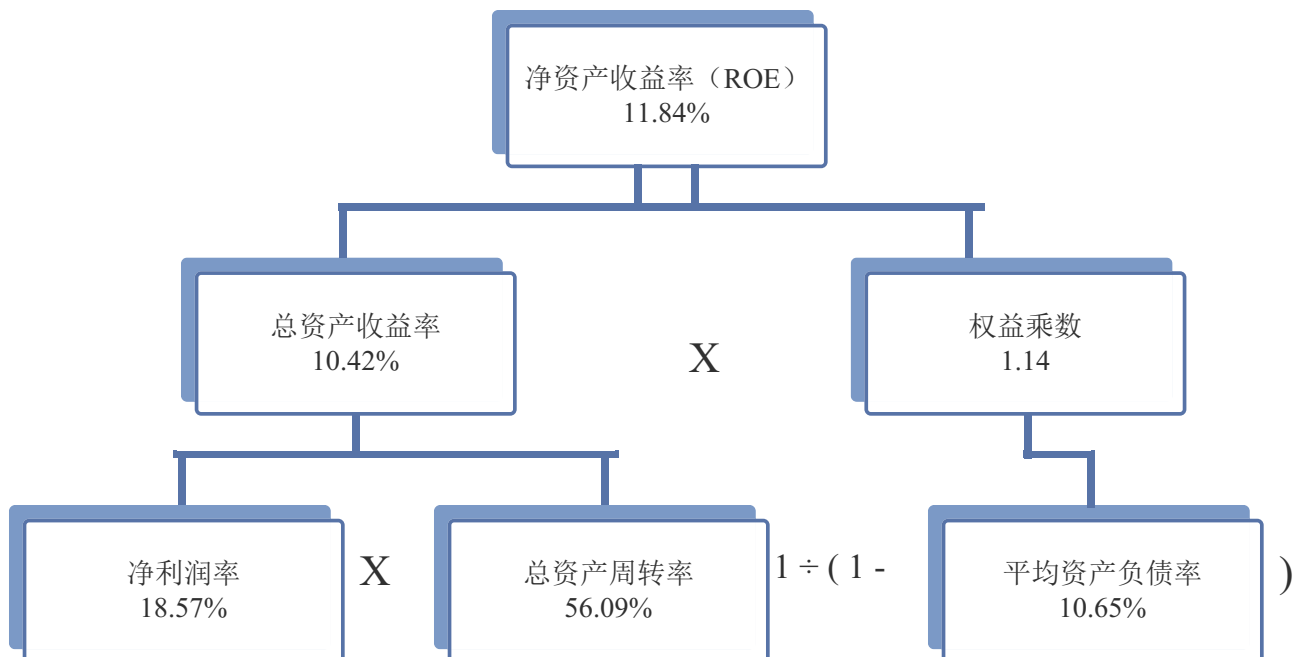 净资产收益率（ROE）
11.84%
总资产收益率
10.42%
X
权益乘数
1.14
净利润率
18.57%
X
总资产周转率
56.09%
1 ÷ ( 1 -
平均资产负债率
10.65%
)